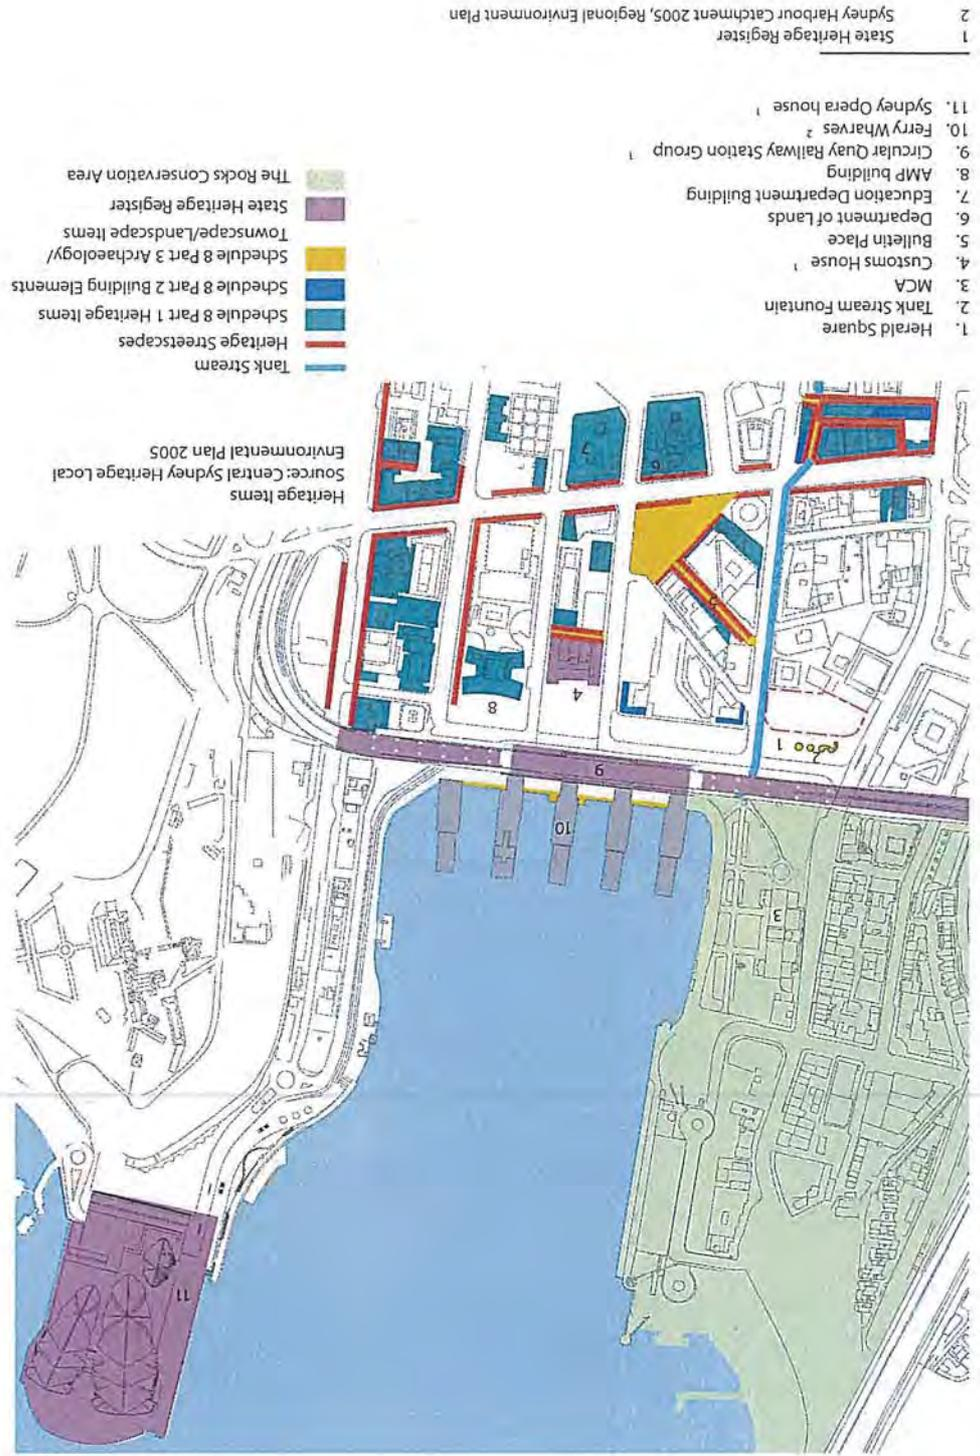 11
3
10
9
1
2
4
8
5
6
7
Heritage Items
Source: Central Sydney Heritage Local
Environmental Plan 2005
Tank Stream
Heritage Streetscapes
Schedule 8 Part 1 Heritage Items
Schedule 8 Part 2 Building Elements
Schedule 8 Part 3 Archaeology/
Townscape/Landscape Items
State Heritage Register
The Rocks Conservation Area
1. Herald Square
2. Tank Stream Fountain
3. MCA
4. Customs House 1
5. Bulletin Place
6. Department of Lands
7. Education Department Building
8. AMP building
9. Circular Quay Railway Station Group 1
10. Ferry Wharves 2
11. Sydney Opera house 1
1 State Heritage Register
2 Sydney Harbour Catchment 2005, Regional Environment Plan